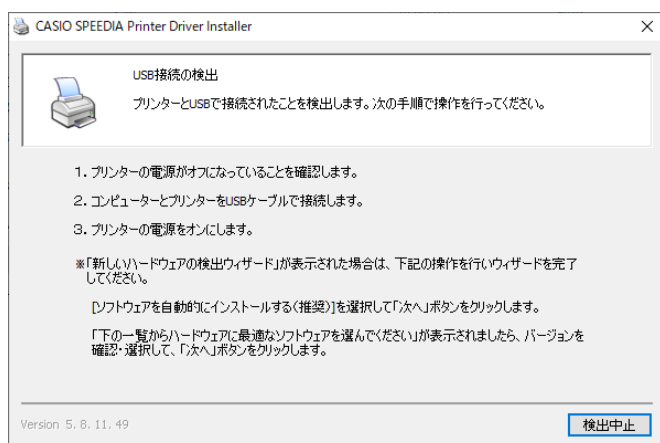 CASIO SPEEDIA Printer Driver Installer
USB接続の検出
プリンターとUSBで接続されたことを検出します。次の手順で操作を行ってください。
1. プリンターの電源がオフになっていることを確認します。
2. コンピューターとプリンターをUSBケーブルで接続します。
3. プリンターの電源をオンにします。
※「新しいハードウェアの検出ウィザード」が表示された場合は、下記の操作を行いウィザードを完了
してください。
[ソフトウェアを自動的にインストールする(推奨)]を選択して「次へ」ボタンをクリックします。
「下の一覧からハードウェアに最適なソフトウェアを選んでください」が表示されましたら、バージョンを
確認・選択して、「次へ」ボタンをクリックします。
Version 5.8.11.49
検出中止